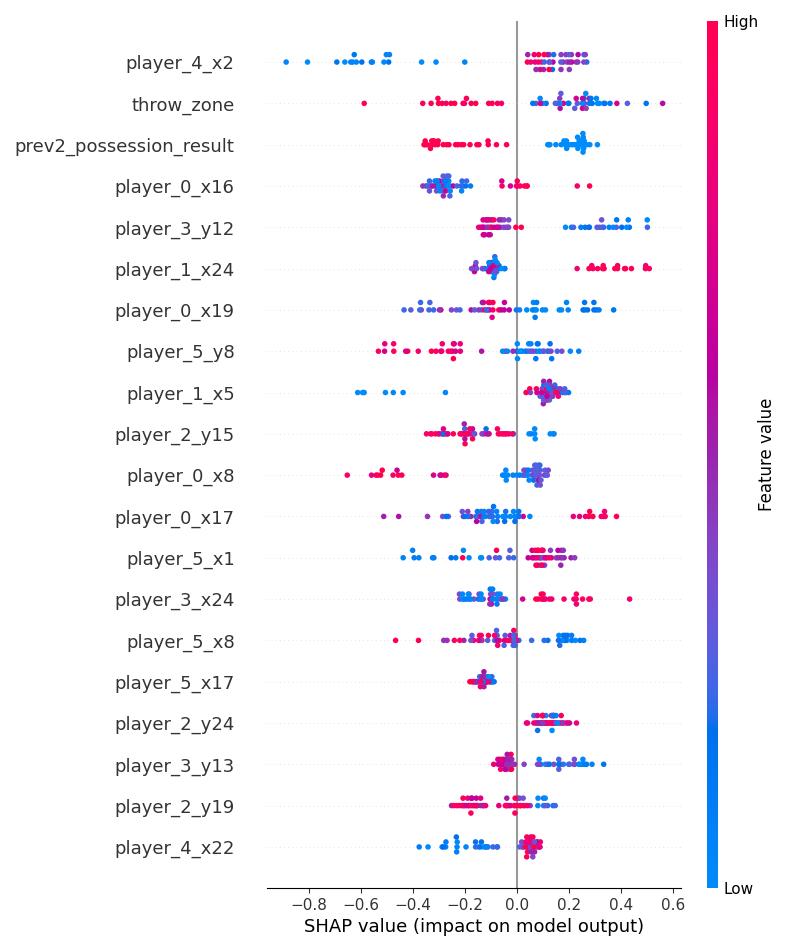 High
player_4_x2
throw_zone
prev2_possession_result
player_0_x16
player_3_y12
player_1_x24
player_0_x19
player_5_y8
player_1_x5
player_2_y15
player_0_x8
player_0_x17
player_5_x1
player_3_x24
player_5_x8
player_5_x17
player_2_y24
player_3_y13
player_2_y19
player_4_x22
Feature value
Low
−0.8 −0.6 −0.4 −0.2 0.0 0.2 0.4 0.6
SHAP value (impact on model output)